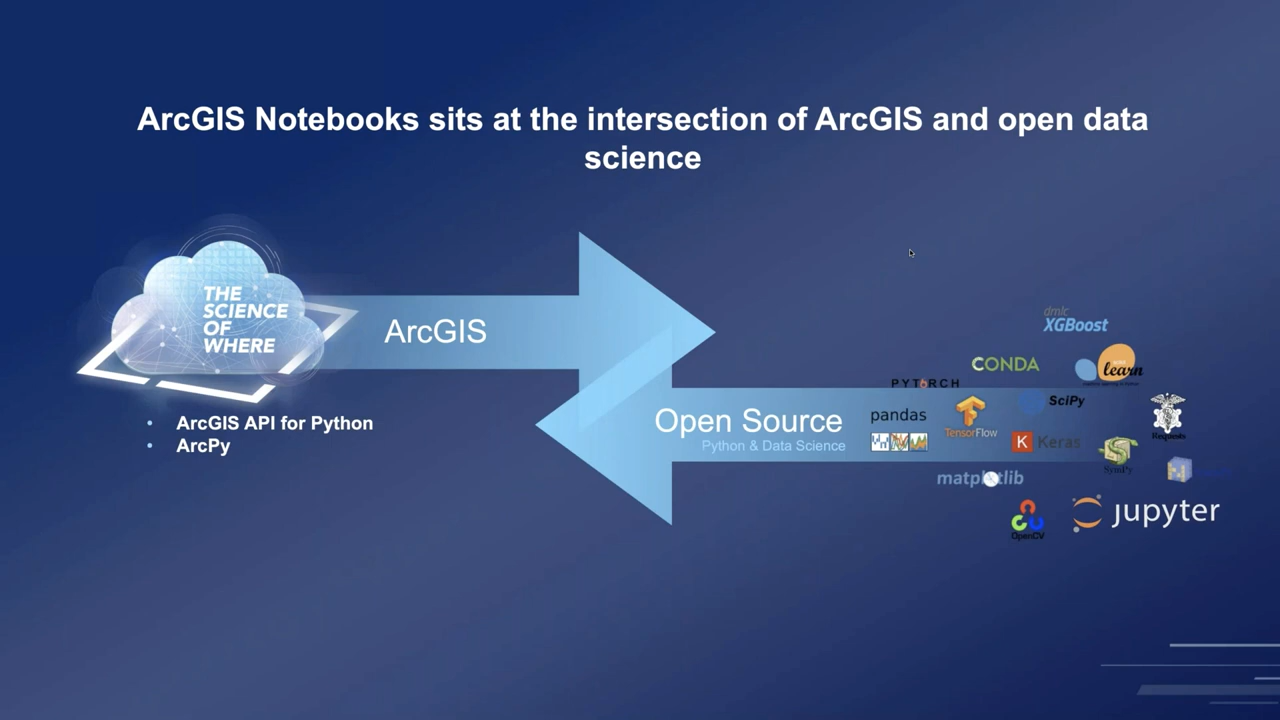 ArcGIS Notebooks sits at the intersection of ArcGIS and open data
science
THE
SCIENCE
OF
WHERE
ArcGIS
• ArcGIS API for Python
• ArcPy
Open Source
Python & Data Science
dmlc
XGBoost
CONDA
learn
PYTORCH
pandas
TensorFlow
SciPy
K Keras
Requests
SymPy
matplotlib
OpenCV
jupyter